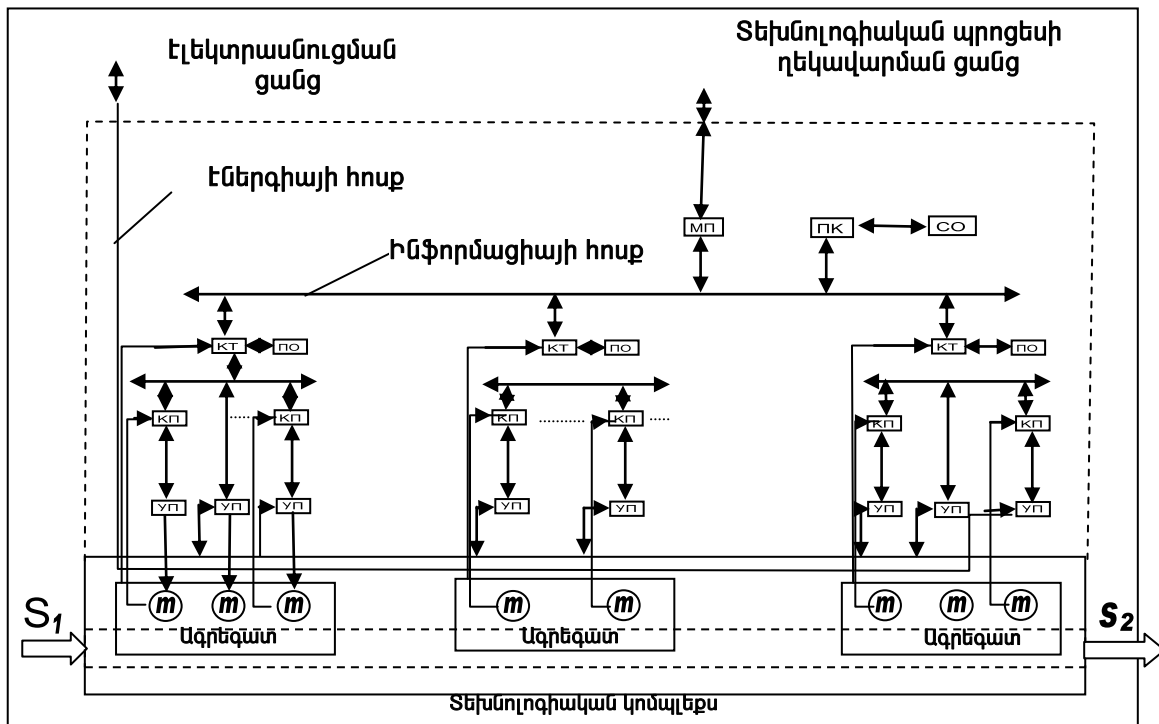 Էլեկտրասնուցման
ցանց
Տեխնոլոգիական պրոցեսի
ղեկավարման ցանց
Էներգիայի հոսք
МП
ПК
СО
Ինֆորմացիայի հոսք
КТ
ПО
КТ
ПО
КТ
ПО
КП
КП
КП
КП
КП
КП
УП
УП
УП
УП
УП
УП
УП
УП
m
m
m
m
m
m
m
m
S1
S2
Ագրեգատ
Ագրեգատ
Ագրեգատ
Տեխնոլոգիական կոմպլեքս